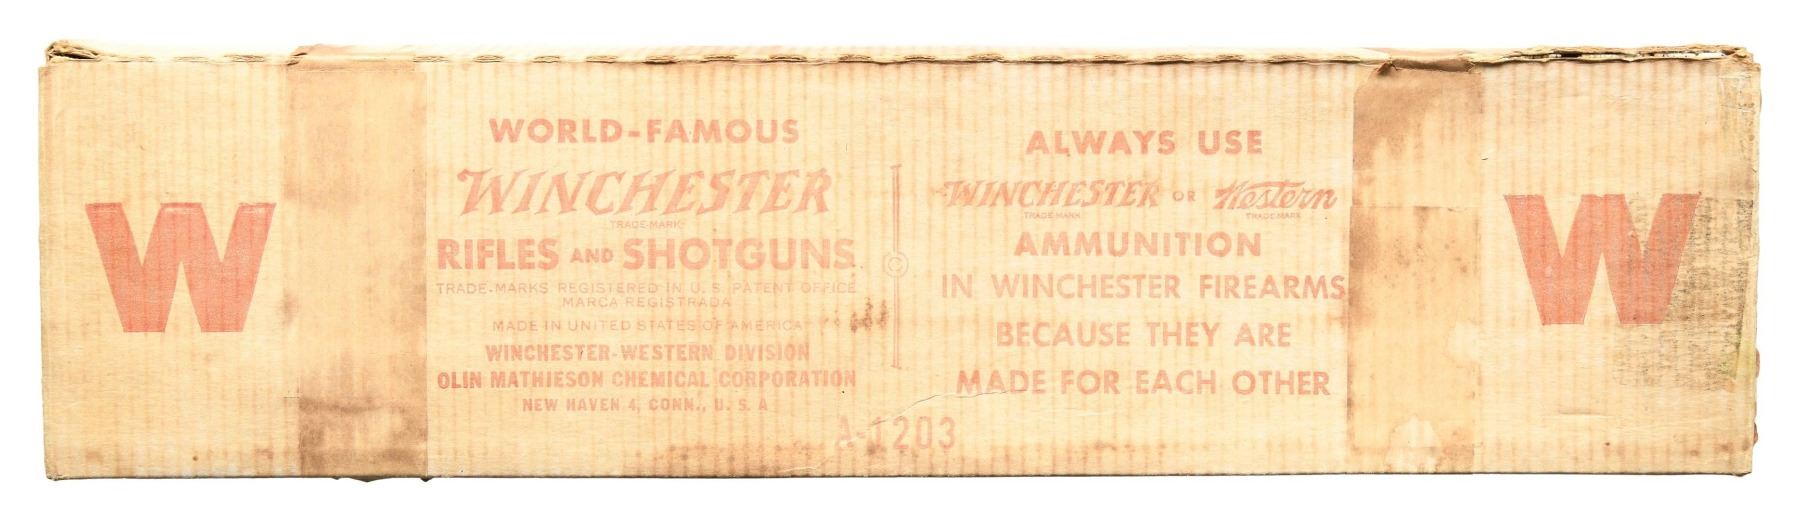 W
WORLD-FAMOUS
WINCHESTER
TRADE-MARK
RIFLES AND SHOTGUNS
TRADE-MARKS REGISTERED IN U. S. PATENT OFFICE
MARCA REGISTRADA
MADE IN UNITED STATES OF AMERICA
WINCHESTER-WESTERN DIVISION
OLIN MATHIESON CHEMICAL CORPORATION
NEW HAVEN 4, CONN., U. S. A
ALWAYS USE
WINCHESTER OR Western
TRADE-MARK TRADE-MARK
AMMUNITION
IN WINCHESTER FIREARMS
BECAUSE THEY ARE
MADE FOR EACH OTHER
A-1203
W